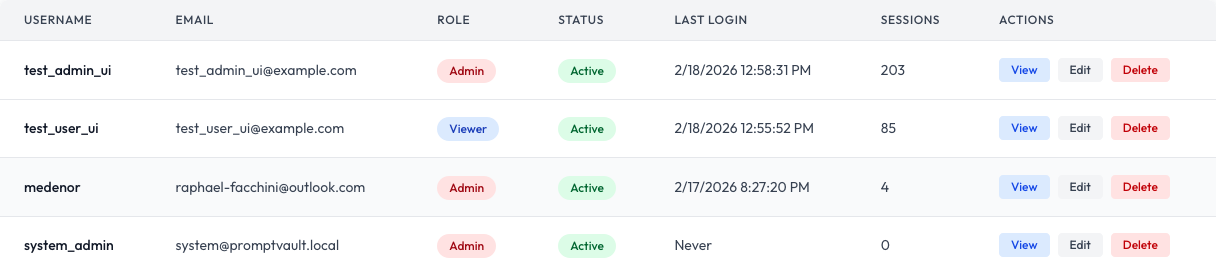 USERNAME EMAIL ROLE STATUS LAST LOGIN SESSIONS ACTIONS
test_admin_ui test_admin_ui@example.com Admin Active 2/18/2026 12:58:31 PM 203 View Edit Delete
test_user_ui test_user_ui@example.com Viewer Active 2/18/2026 12:55:52 PM 85 View Edit Delete
medenor raphael-facchini@outlook.com Admin Active 2/17/2026 8:27:20 PM 4 View Edit Delete
system_admin system@promptvault.local Admin Active Never 0 View Edit Delete